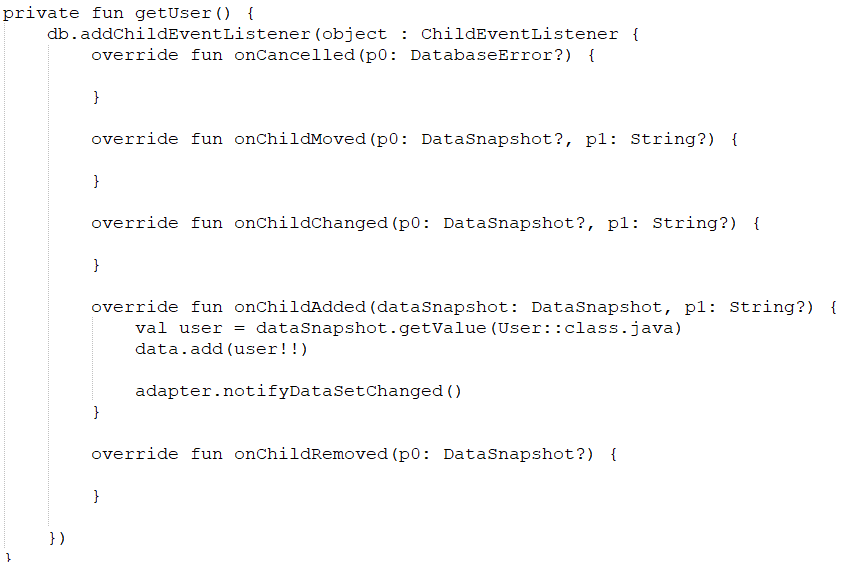 private fun getUser() {
    db.addChildEventListener(object : ChildEventListener {
        override fun onCancelled(p0: DatabaseError?) {

        }

        override fun onChildMoved(p0: DataSnapshot?, p1: String?) {

        }

        override fun onChildChanged(p0: DataSnapshot?, p1: String?) {

        }

        override fun onChildAdded(dataSnapshot: DataSnapshot, p1: String?) {
            val user = dataSnapshot.getValue(User::class.java)
            data.add(user!!)

            adapter.notifyDataSetChanged()
        }

        override fun onChildRemoved(p0: DataSnapshot?) {

        }

    })
}